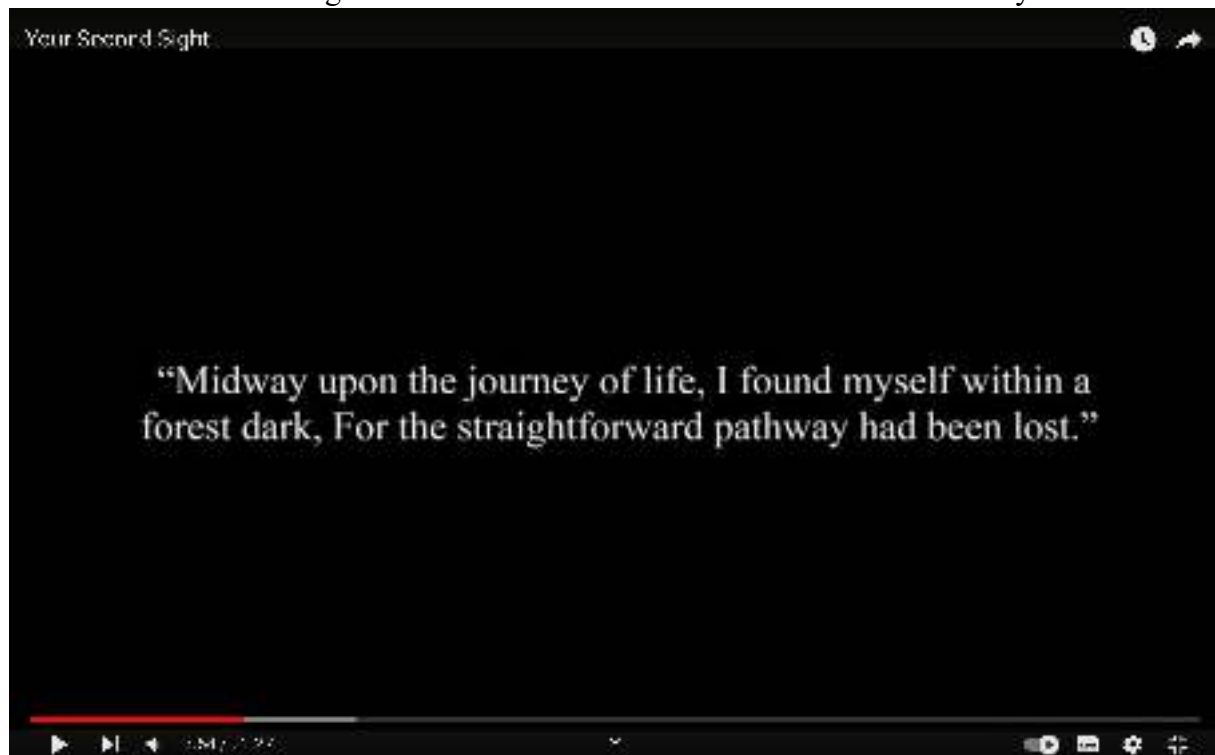 Your Second Sight
“Midway upon the journey of life, I found myself within a
forest dark, For the straightforward pathway had been lost.”